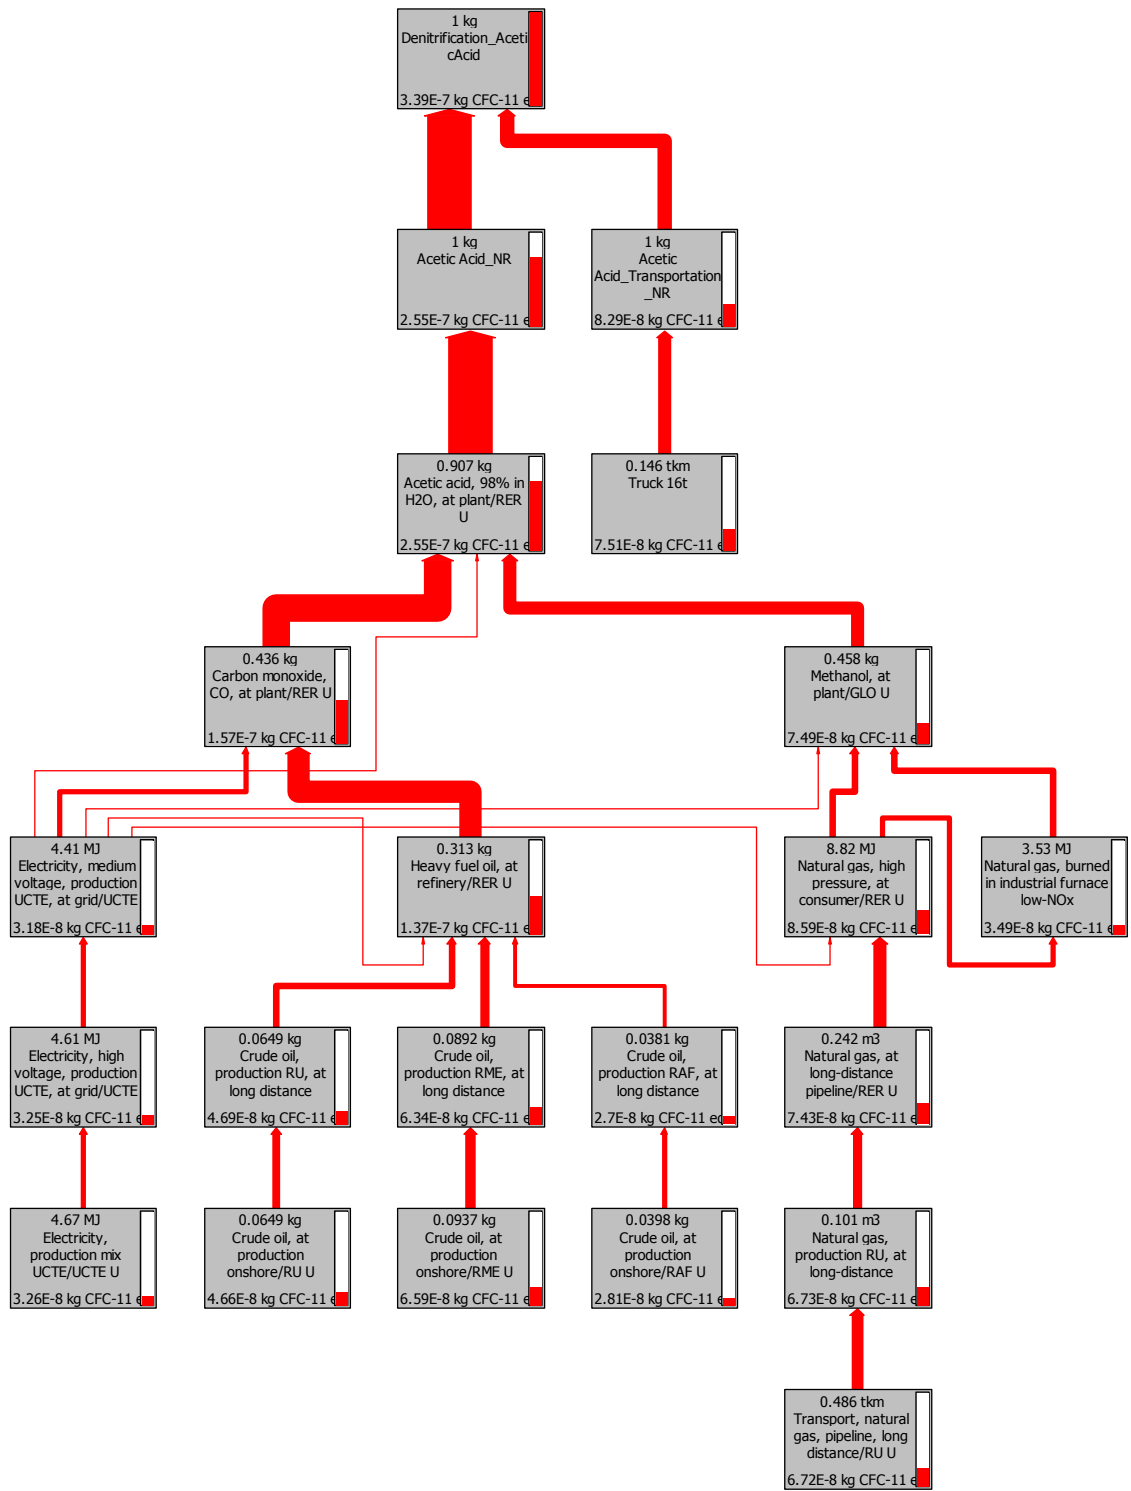 1 kg
Denitrification_Aceti
cAcid
3.39E-7 kg CFC-11 e
1 kg
Acetic Acid_NR
2.55E-7 kg CFC-11 e
1 kg
Acetic
Acid_Transportation
_NR
8.29E-8 kg CFC-11 e
0.907 kg
Acetic acid, 98% in
H2O, at plant/RER
U
2.55E-7 kg CFC-11 e
0.146 tkm
Truck 16t
7.51E-8 kg CFC-11 e
0.436 kg
Carbon monoxide,
CO, at plant/RER U
1.57E-7 kg CFC-11 e
0.458 kg
Methanol, at
plant/GLO U
7.49E-8 kg CFC-11 e
4.41 MJ
Electricity, medium
voltage, production
UCTE, at grid/UCTE
3.18E-8 kg CFC-11 e
0.313 kg
Heavy fuel oil, at
refinery/RER U
1.37E-7 kg CFC-11 e
8.82 MJ
Natural gas, high
pressure, at
consumer/RER U
8.59E-8 kg CFC-11 e
3.53 MJ
Natural gas, burned
in industrial furnace
low-NOx
3.49E-8 kg CFC-11 e
4.61 MJ
Electricity, high
voltage, production
UCTE, at grid/UCTE
3.25E-8 kg CFC-11 e
0.0649 kg
Crude oil,
production RU, at
long distance
4.69E-8 kg CFC-11 e
0.0892 kg
Crude oil,
production RME, at
long distance
6.34E-8 kg CFC-11 e
0.0381 kg
Crude oil,
production RAF, at
long distance
2.7E-8 kg CFC-11 eq
0.242 m3
Natural gas, at
long-distance
pipeline/RER U
7.43E-8 kg CFC-11 e
4.67 MJ
Electricity,
production mix
UCTE/UCTE U
3.26E-8 kg CFC-11 e
0.0649 kg
Crude oil, at
production
onshore/RU U
4.66E-8 kg CFC-11 e
0.0937 kg
Crude oil, at
production
onshore/RME U
6.59E-8 kg CFC-11 e
0.0398 kg
Crude oil, at
production
onshore/RAF U
2.81E-8 kg CFC-11 e
0.101 m3
Natural gas,
production RU, at
long-distance
6.73E-8 kg CFC-11 e
0.486 tkm
Transport, natural
gas, pipeline, long
distance/RU U
6.72E-8 kg CFC-11 e